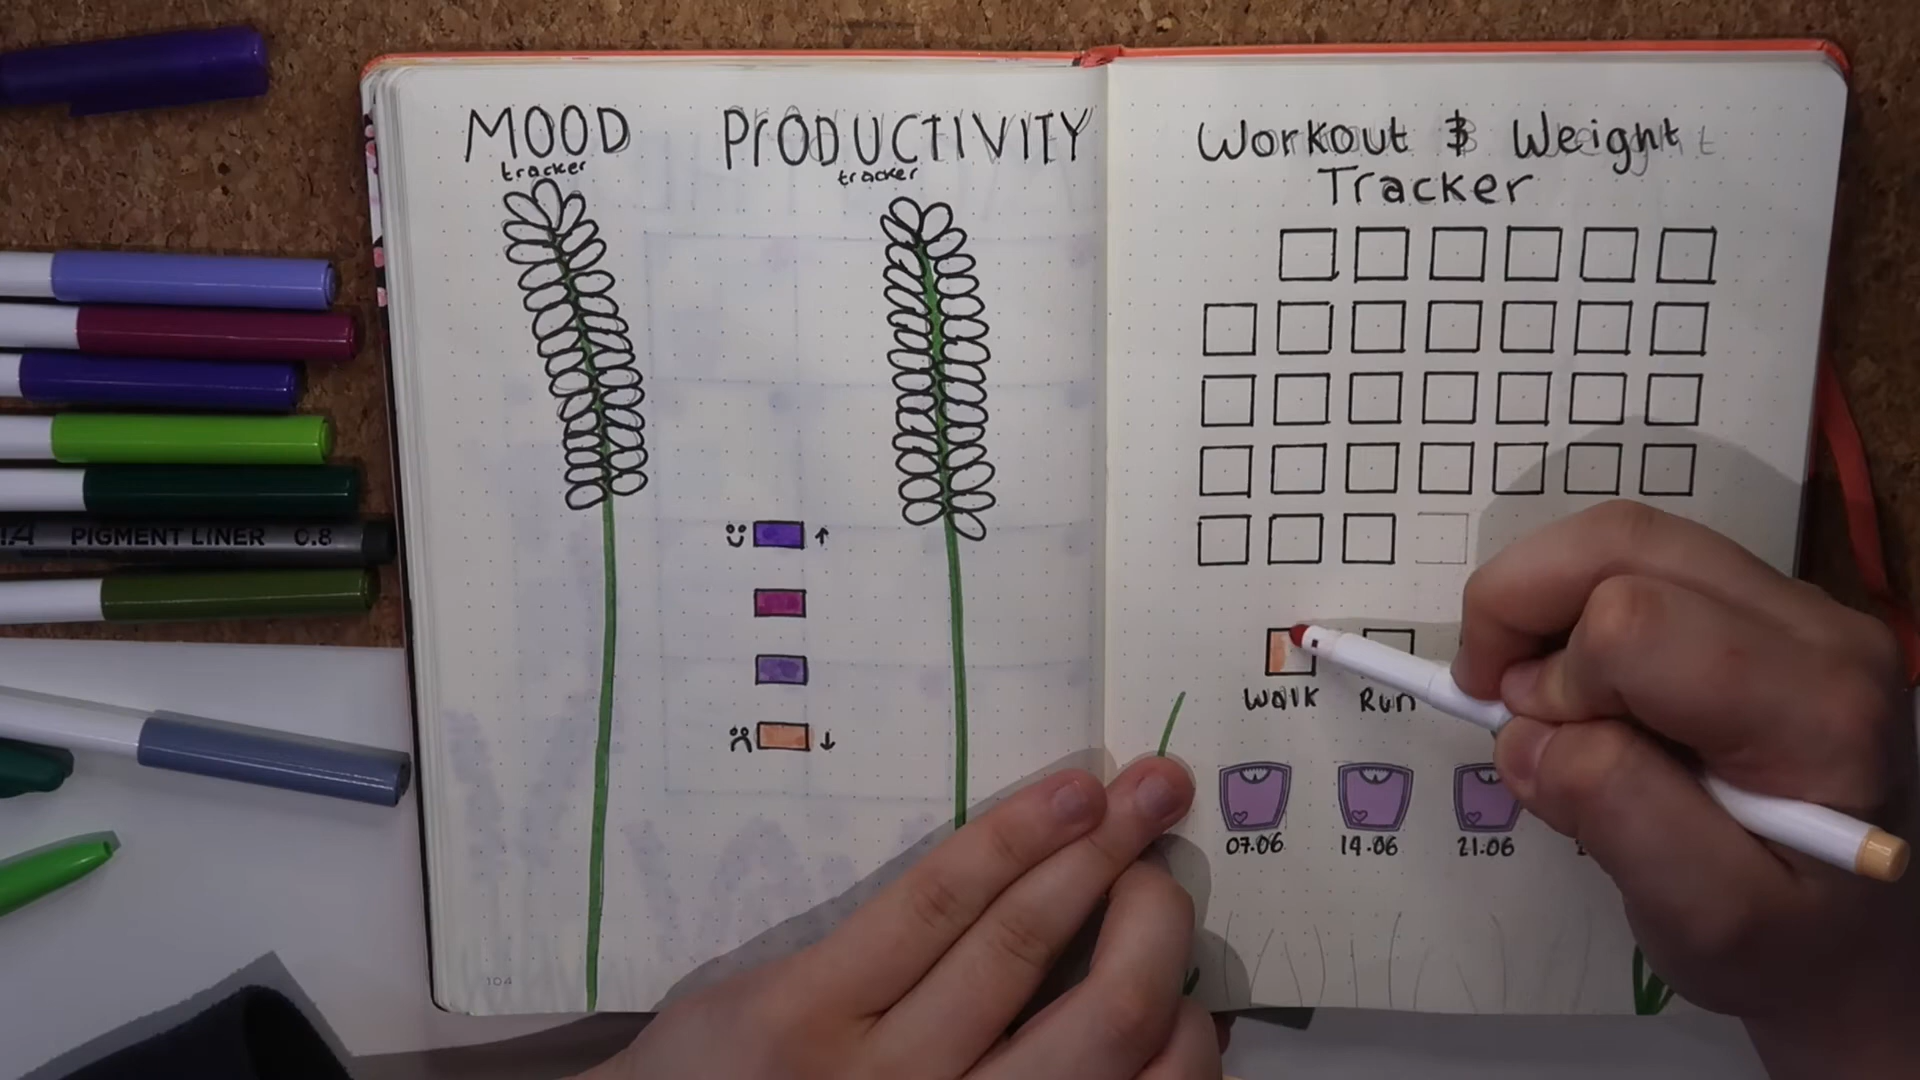 MOOD
tracker
PRODUCTIVITY
tracker
Workout & Weight
Tracker
PIGMENT LINER 0.8
Walk Run
07.06 14.06 21.06
104